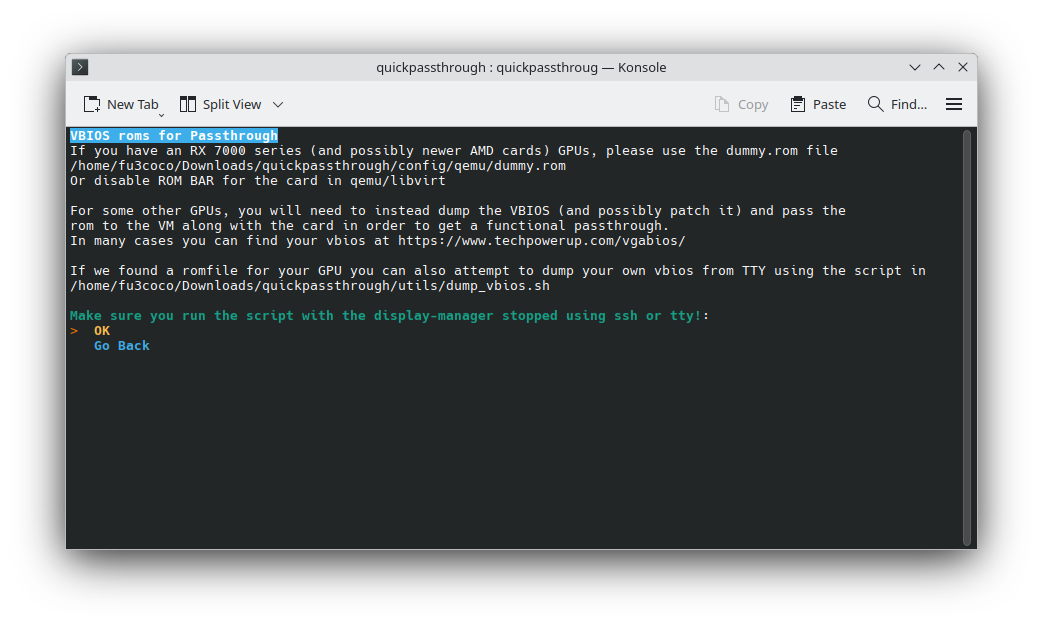 quickpassthrough : quickpassthroug — Konsole
New Tab
Split View
Copy
Paste
Find...
VBIOS roms for Passthrough
If you have an RX 7000 series (and possibly newer AMD cards) GPUs, please use the dummy.rom file
/home/fu3coco/Downloads/quickpassthrough/config/qemu/dummy.rom
Or disable ROM BAR for the card in qemu/libvirt
For some other GPUs, you will need to instead dump the VBIOS (and possibly patch it) and pass the
rom to the VM along with the card in order to get a functional passthrough.
In many cases you can find your vbios at https://www.techpowerup.com/vgabios/
If we found a romfile for your GPU you can also attempt to dump your own vbios from TTY using the script in
/home/fu3coco/Downloads/quickpassthrough/utils/dump_vbios.sh
Make sure you run the script with the display-manager stopped using ssh or tty!:
> OK
Go Back